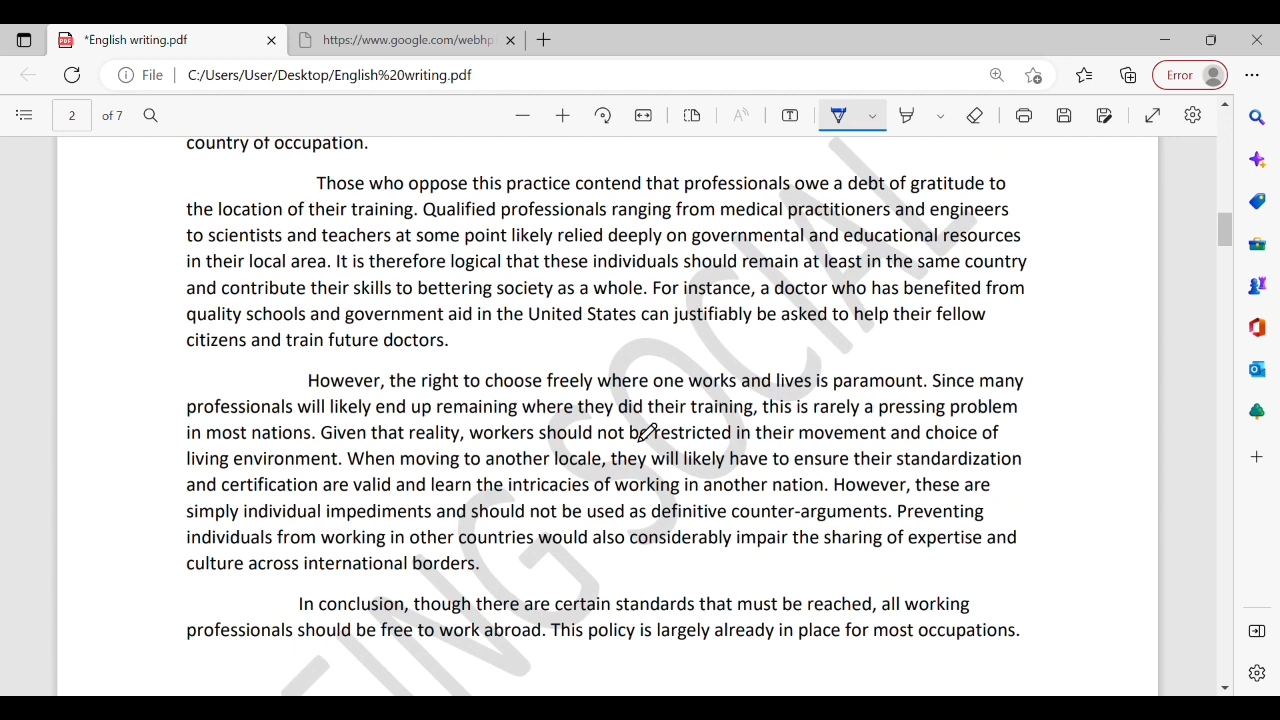 *English writing.pdf
https://www.google.com/webhp
File C:/Users/User/Desktop/English%20writing.pdf
Error
2 of 7
country of occupation.
Those who oppose this practice contend that professionals owe a debt of gratitude to
the location of their training. Qualified professionals ranging from medical practitioners and engineers
to scientists and teachers at some point likely relied deeply on governmental and educational resources
in their local area. It is therefore logical that these individuals should remain at least in the same country
and contribute their skills to bettering society as a whole. For instance, a doctor who has benefited from
quality schools and government aid in the United States can justifiably be asked to help their fellow
citizens and train future doctors.
However, the right to choose freely where one works and lives is paramount. Since many
professionals will likely end up remaining where they did their training, this is rarely a pressing problem
in most nations. Given that reality, workers should not be restricted in their movement and choice of
living environment. When moving to another locale, they will likely have to ensure their standardization
and certification are valid and learn the intricacies of working in another nation. However, these are
simply individual impediments and should not be used as definitive counter-arguments. Preventing
individuals from working in other countries would also considerably impair the sharing of expertise and
culture across international borders.
In conclusion, though there are certain standards that must be reached, all working
professionals should be free to work abroad. This policy is largely already in place for most occupations.
SOCIAL